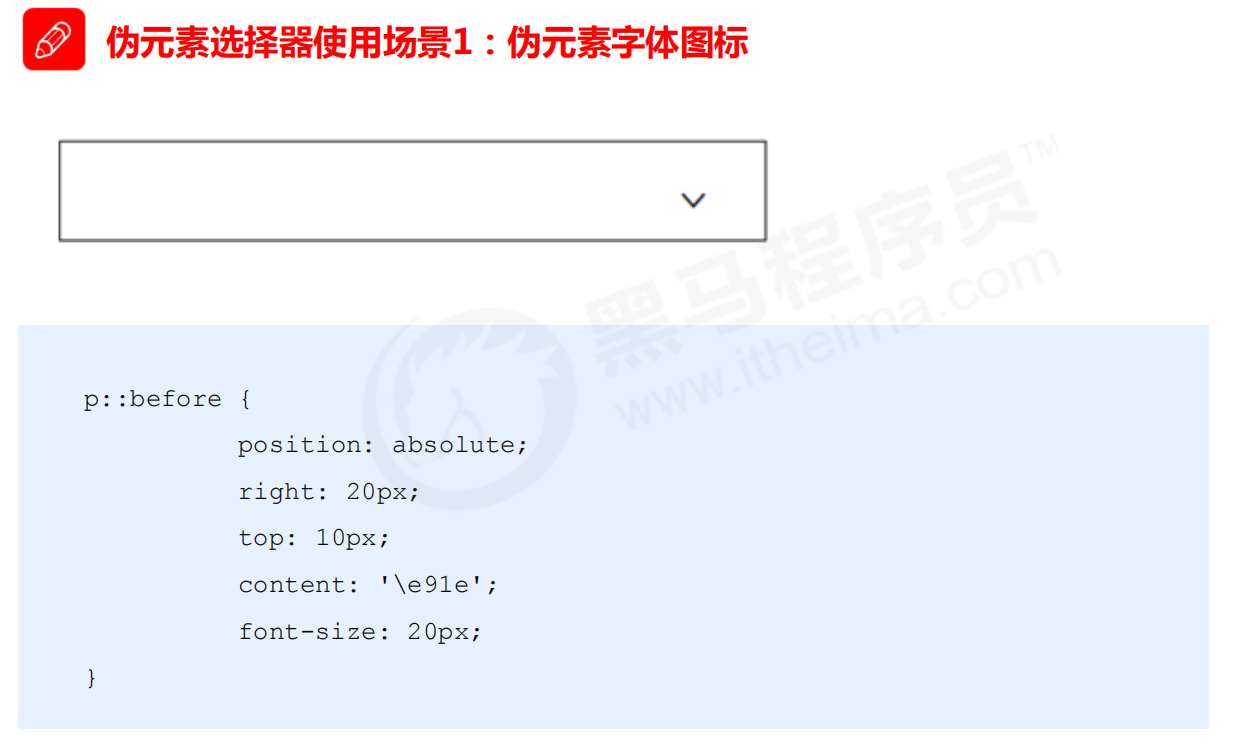 伪元素选择器使用场景1：伪元素字体图标
黑马程序员™
www.itheima.com
p::before {
position: absolute;
right: 20px;
top: 10px;
content: '\e91e';
font-size: 20px;
}